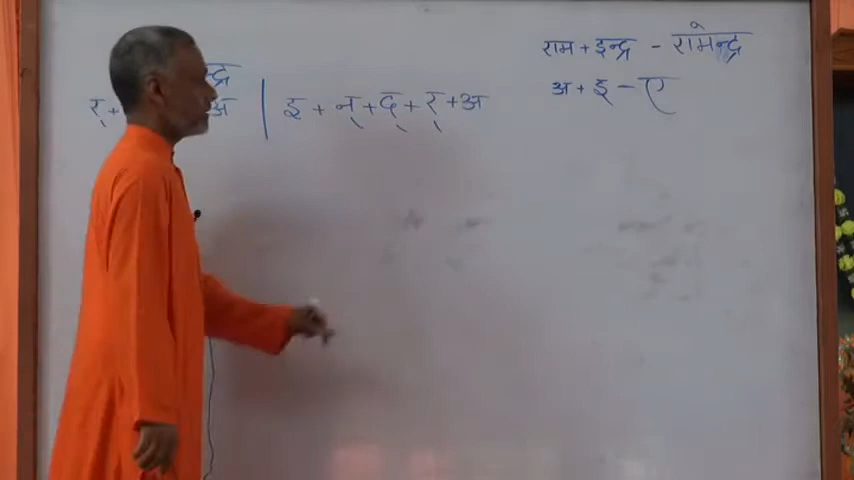 राम + इन्द्र - रामेन्द्र
न्द्र
र् + अ | इ + न् + द् + र् + अ
अ + इ - ए